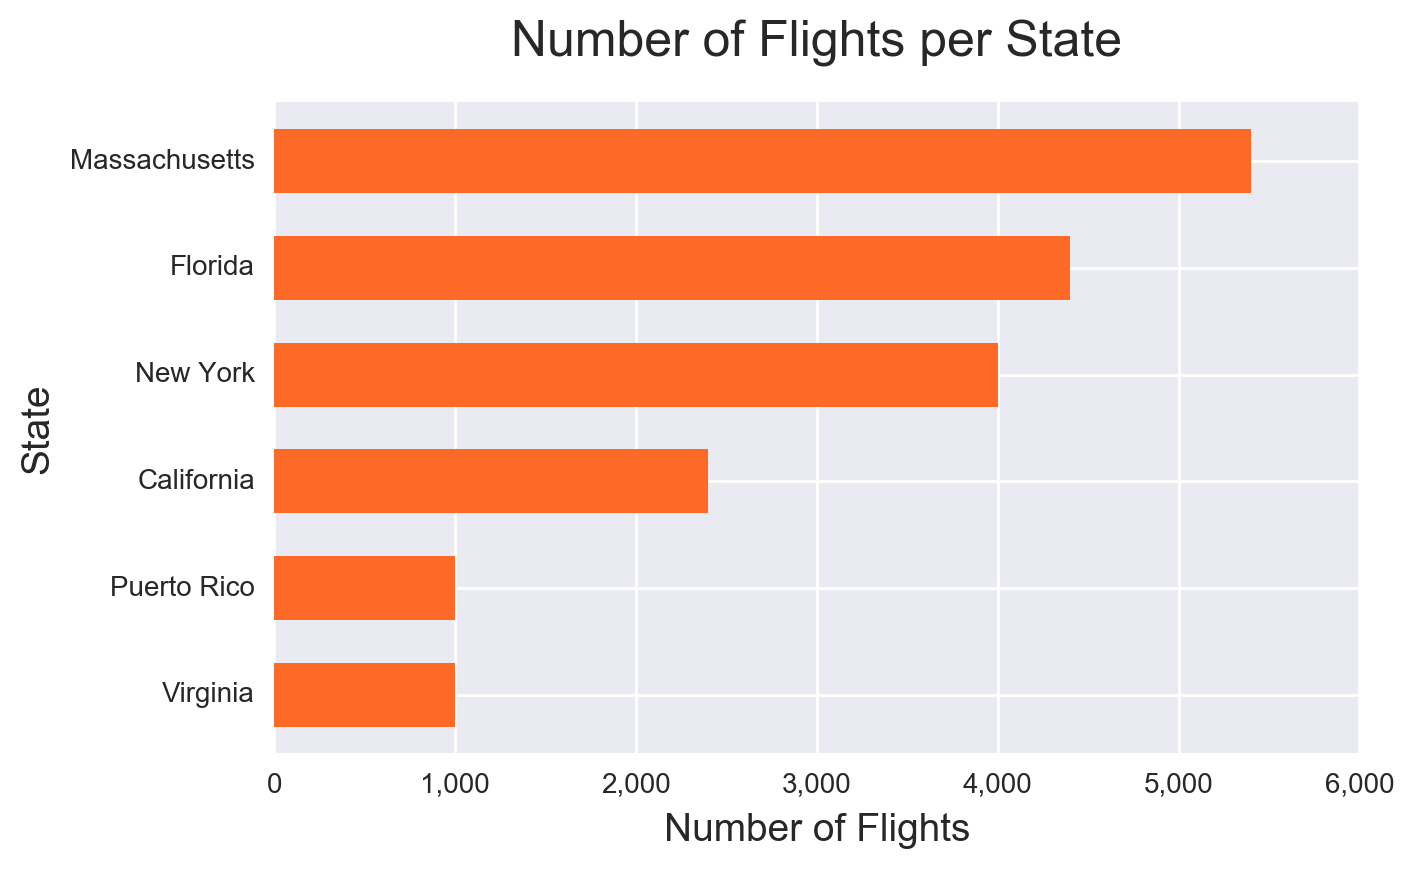 Number of Flights per State
Massachusetts
Florida
New York
California
Puerto Rico
Virginia
State
0 1,000 2,000 3,000 4,000 5,000 6,000
Number of Flights